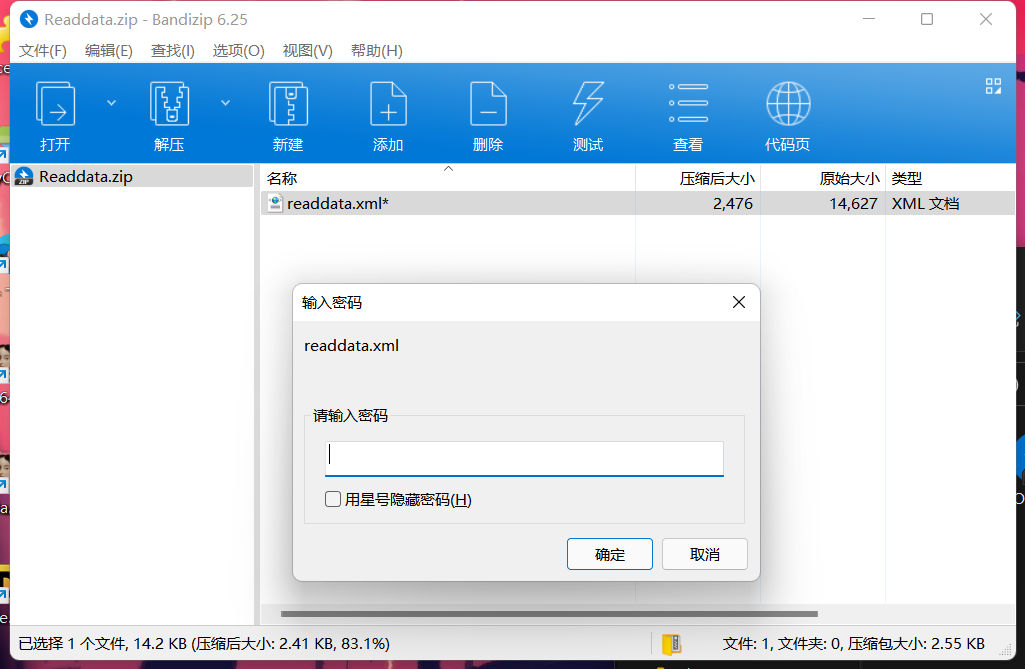 Readdata.zip - Bandizip 6.25
文件(F) 编辑(E) 查找(I) 选项(O) 视图(V) 帮助(H)
打开 解压 新建 添加 删除 测试 查看 代码页
Readdata.zip
名称 压缩后大小 原始大小 类型
readdata.xml* 2,476 14,627 XML 文档
输入密码
readdata.xml
请输入密码
用星号隐藏密码(H)
确定 取消
已选择 1 个文件, 14.2 KB (压缩后大小: 2.41 KB, 83.1%) 文件: 1, 文件夹: 0, 压缩包大小: 2.55 KB